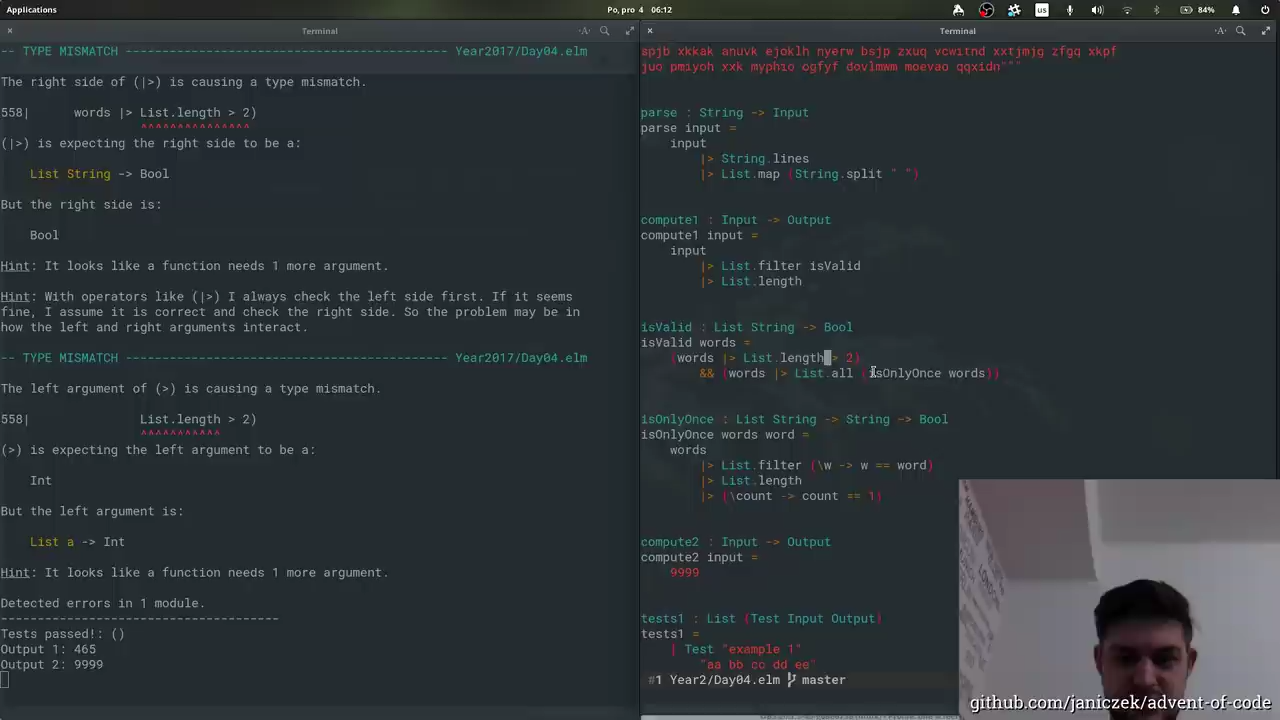 Applications
Po, pro 4 06:12
us
84%
Terminal
-- TYPE MISMATCH --------------------------------------------- Year2017/Day04.elm
The right side of (|>) is causing a type mismatch.
558|      words |> List.length > 2)
^^^^^^^^^^^^^^^
(|>) is expecting the right side to be a:
List String -> Bool
But the right side is:
Bool
Hint: It looks like a function needs 1 more argument.
Hint: With operators like (|>) I always check the left side first. If it seems
fine, I assume it is correct and check the right side. So the problem may be in
how the left and right arguments interact.
-- TYPE MISMATCH --------------------------------------------- Year2017/Day04.elm
The left argument of (>) is causing a type mismatch.
558|               List.length > 2)
^^^^^^^^^^^
(>) is expecting the left argument to be a:
Int
But the left argument is:
List a -> Int
Hint: It looks like a function needs 1 more argument.
Detected errors in 1 module.
--------------------------------------
Tests passed!: ()
Output 1: 465
Output 2: 9999
Terminal
spjb xkkak anuvk ejoklh nyerw bsjp zxuq vcwitnd xxtjmjg zfgq xkpf
juo pmiyoh xxk myphio ogfyf dovlmwm moevao qqxidn"""
parse : String -> Input
parse input =
input
|> String.lines
|> List.map (String.split " ")
compute1 : Input -> Output
compute1 input =
input
|> List.filter isValid
|> List.length
isValid : List String -> Bool
isValid words =
(words |> List.length > 2)
&& (words |> List.all (isOnlyOnce words))
isOnlyOnce : List String -> String -> Bool
isOnlyOnce words word =
words
|> List.filter (\w -> w == word)
|> List.length
|> (\count -> count == 1)
compute2 : Input -> Output
compute2 input =
9999
tests1 : List (Test Input Output)
tests1 =
[ Test "example 1"
"aa bb cc dd ee"
#1 Year2/Day04.elm master
github.com/janiczek/advent-of-code